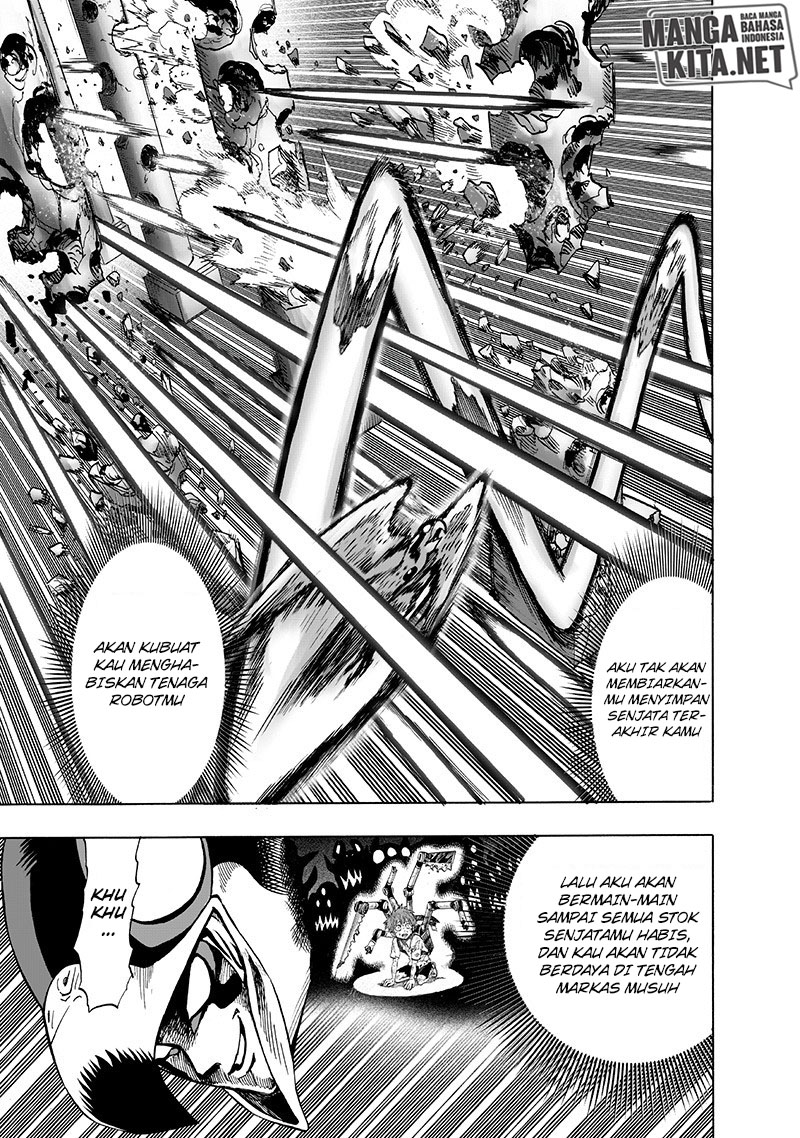 MANGA
KITA.NET
BACA MANGA
BAHASA
INDONESIA
AKU TAK AKAN
MEMBIARKAN-
MU MENYIMPAN
SENJATA TER-
AKHIR KAMU
AKAN KUBUAT
KAU MENGHA-
BISKAN TENAGA
ROBOTMU
LALU AKU AKAN
BERMAIN-MAIN
SAMPAI SEMUA STOK
SENJATAMU HABIS,
DAN KAU AKAN TIDAK
BERDAYA DI TENGAH
MARKAS MUSUH
KHU
KHU
...